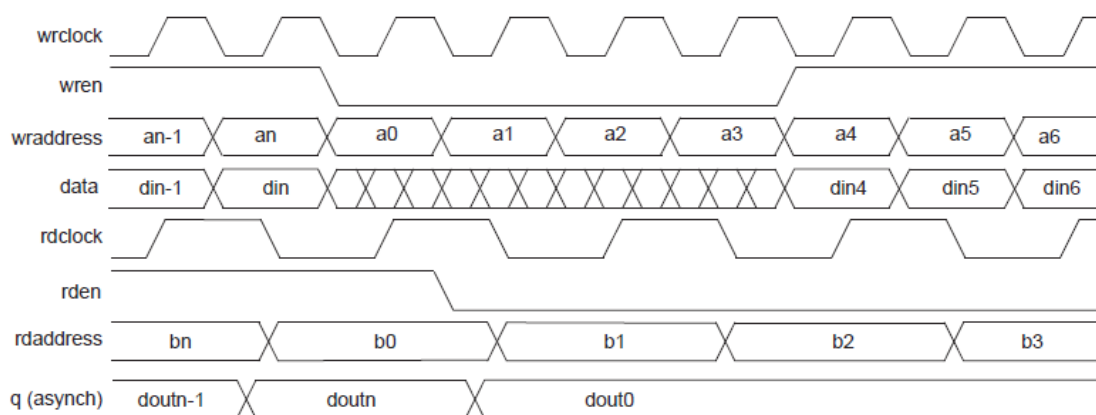 wrclock
wren
wraddress an-1 an a0 a1 a2 a3 a4 a5 a6
data din-1 din din4 din5 din6
rdclock
rden
rdaddress bn b0 b1 b2 b3
q (asynch) doutn-1 doutn dout0